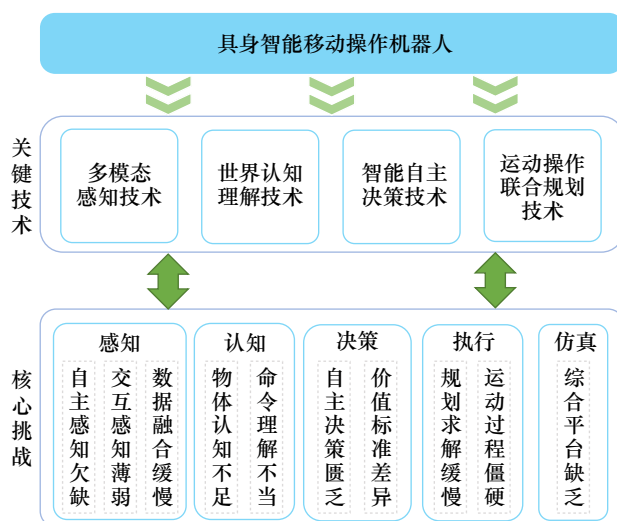 具身智能移动操作机器人
关键技术
多模态
感知技术
世界认知
理解技术
智能自主
决策技术
运动操作
联合规划
技术
核心挑战
感知
自主感知欠缺
交互感知薄弱
数据融合缓慢
认知
物体认知不足
命令理解不当
决策
自主决策匮乏
价值标准差异
执行
规划求解缓慢
运动过程僵硬
仿真
综合平台缺乏